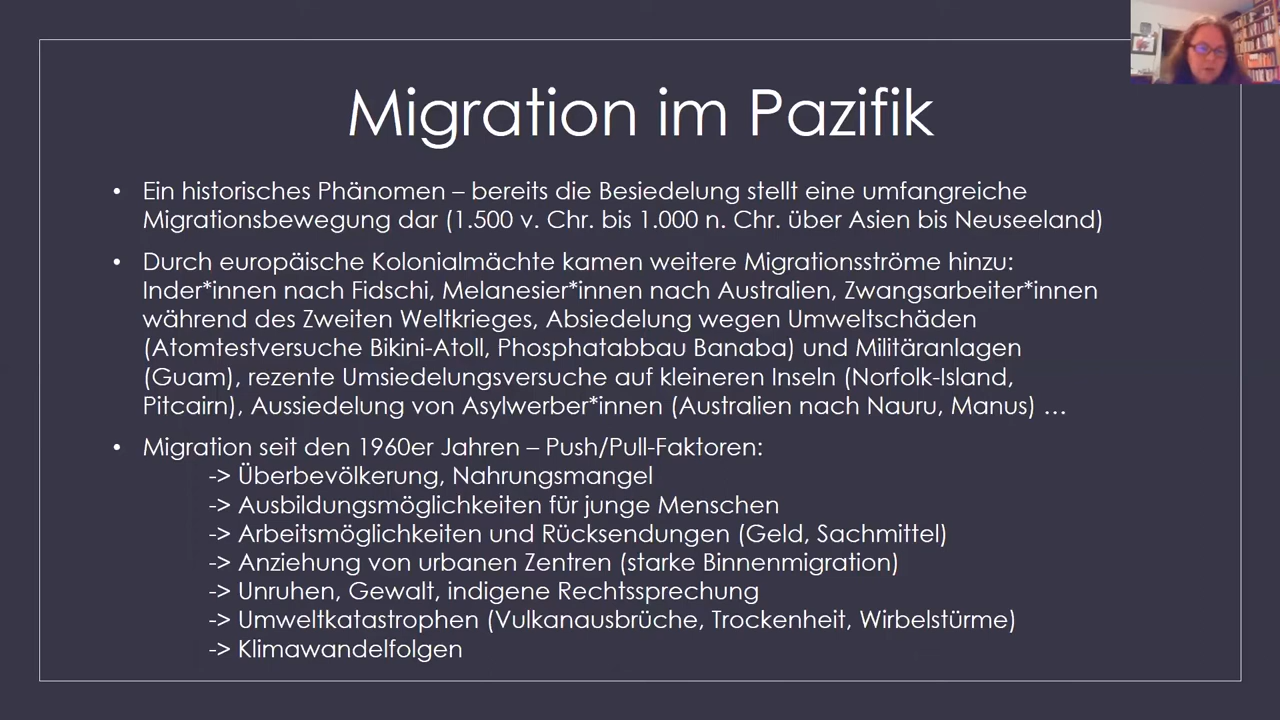 Migration im Pazifik
• Ein historisches Phänomen – bereits die Besiedelung stellt eine umfangreiche
Migrationsbewegung dar (1.500 v. Chr. bis 1.000 n. Chr. über Asien bis Neuseeland)
• Durch europäische Kolonialmächte kamen weitere Migrationsströme hinzu:
Inder*innen nach Fidschi, Melanesier*innen nach Australien, Zwangsarbeiter*innen
während des Zweiten Weltkrieges, Absiedelung wegen Umweltschäden
(Atomtestversuche Bikini-Atoll, Phosphatabbau Banaba) und Militäranlagen
(Guam), rezente Umsiedelungsversuche auf kleineren Inseln (Norfolk-Island,
Pitcairn), Aussiedelung von Asylwerber*innen (Australien nach Nauru, Manus) …
• Migration seit den 1960er Jahren – Push/Pull-Faktoren:
-> Überbevölkerung, Nahrungsmangel
-> Ausbildungsmöglichkeiten für junge Menschen
-> Arbeitsmöglichkeiten und Rücksendungen (Geld, Sachmittel)
-> Anziehung von urbanen Zentren (starke Binnenmigration)
-> Unruhen, Gewalt, indigene Rechtssprechung
-> Umweltkatastrophen (Vulkanausbrüche, Trockenheit, Wirbelstürme)
-> Klimawandelfolgen